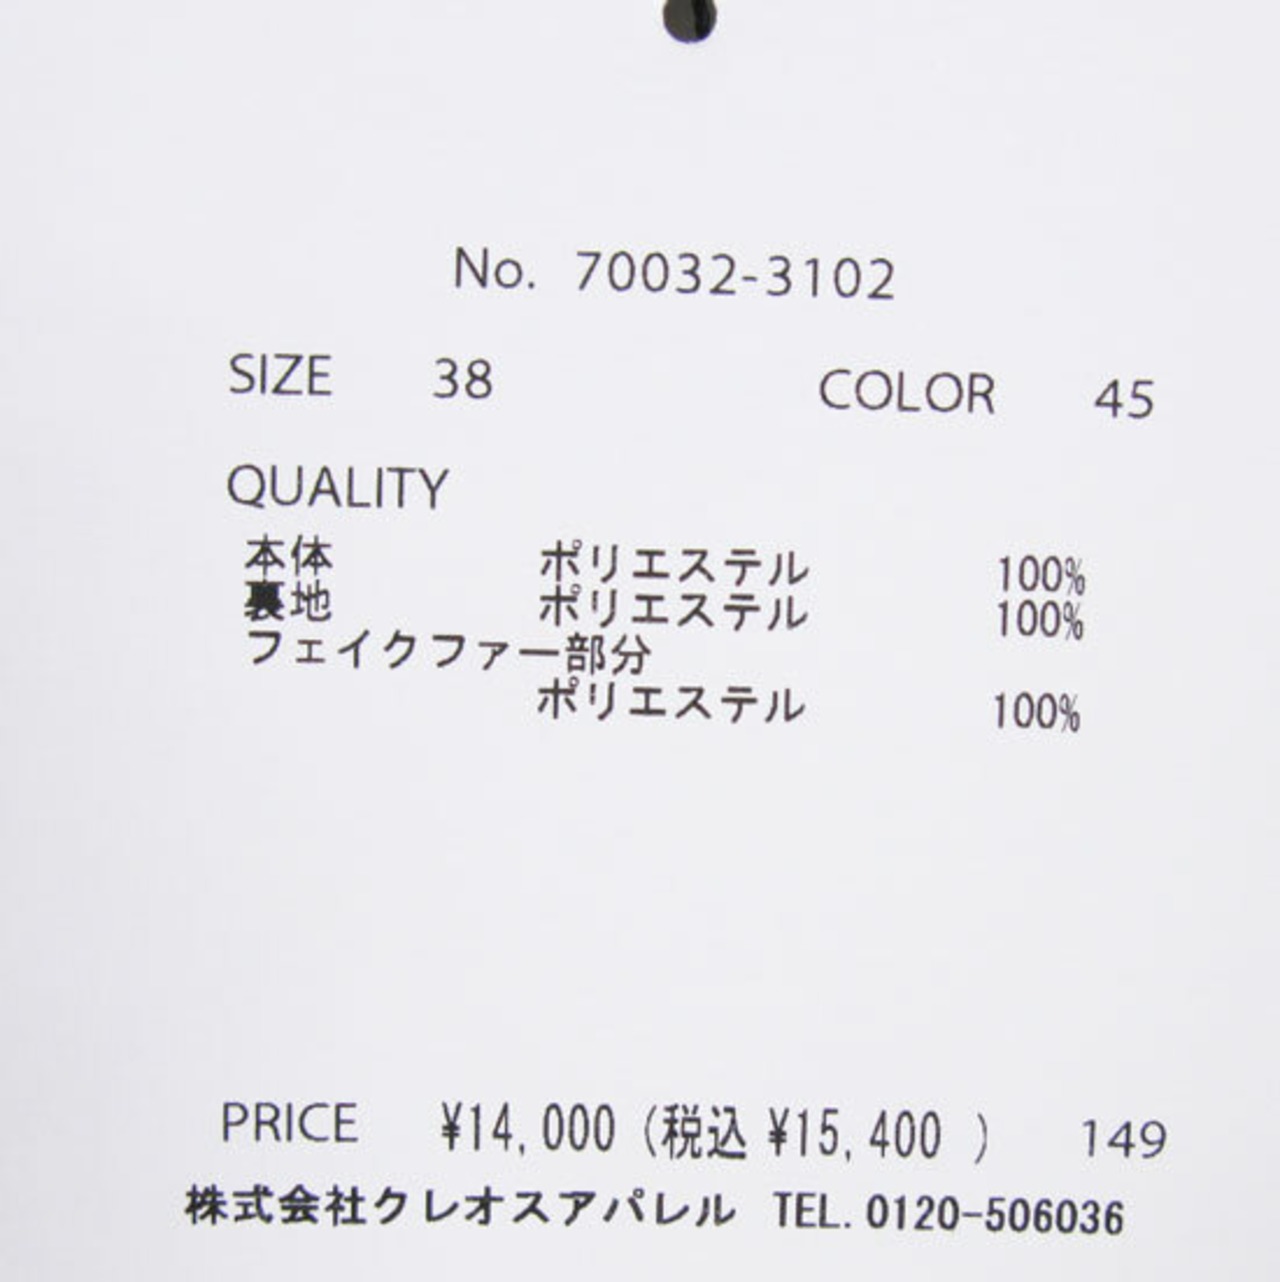 No. 70032-3102
SIZE 38 COLOR 45
QUALITY
本体 ポリエステル 100%
裏地 ポリエステル 100%
フェイクファー部分
ポリエステル 100%
PRICE ¥14,000 (税込 ¥15,400 ) 149
株式会社クレオスアパレル TEL.0120-506036